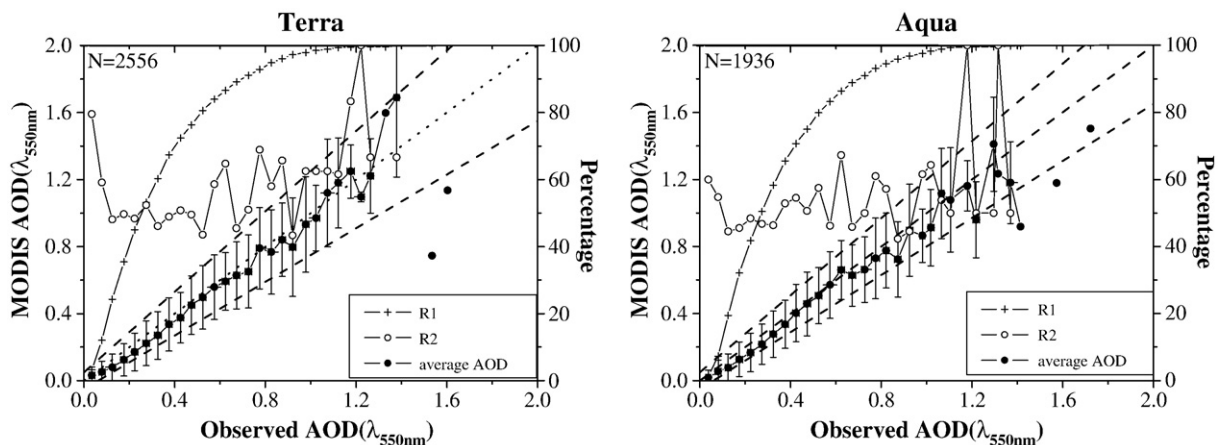 Terra
N=2556
MODIS AOD(λ550nm)
2.0
1.6
1.2
0.8
0.4
0.0
100
80
60
40
20
0
Percentage
R1
R2
average AOD
0.0 0.4 0.8 1.2 1.6 2.0
Observed AOD(λ550nm)
Aqua
N=1936
MODIS AOD(λ550nm)
2.0
1.6
1.2
0.8
0.4
0.0
100
80
60
40
20
0
Percentage
R1
R2
average AOD
0.0 0.4 0.8 1.2 1.6 2.0
Observed AOD(λ550nm)